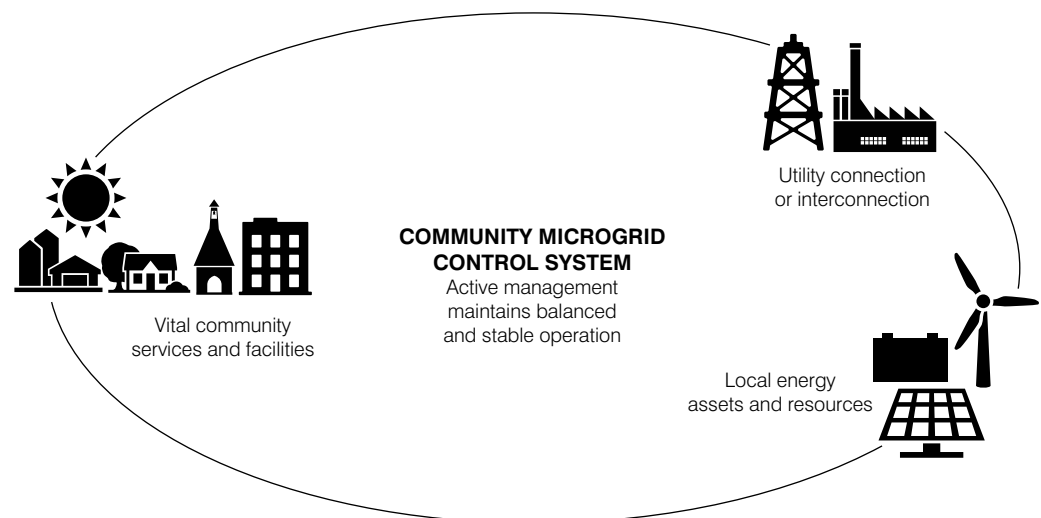 Utility connection
or interconnection
COMMUNITY MICROGRID
CONTROL SYSTEM
Active management
maintains balanced
and stable operation
Vital community
services and facilities
Local energy
assets and resources